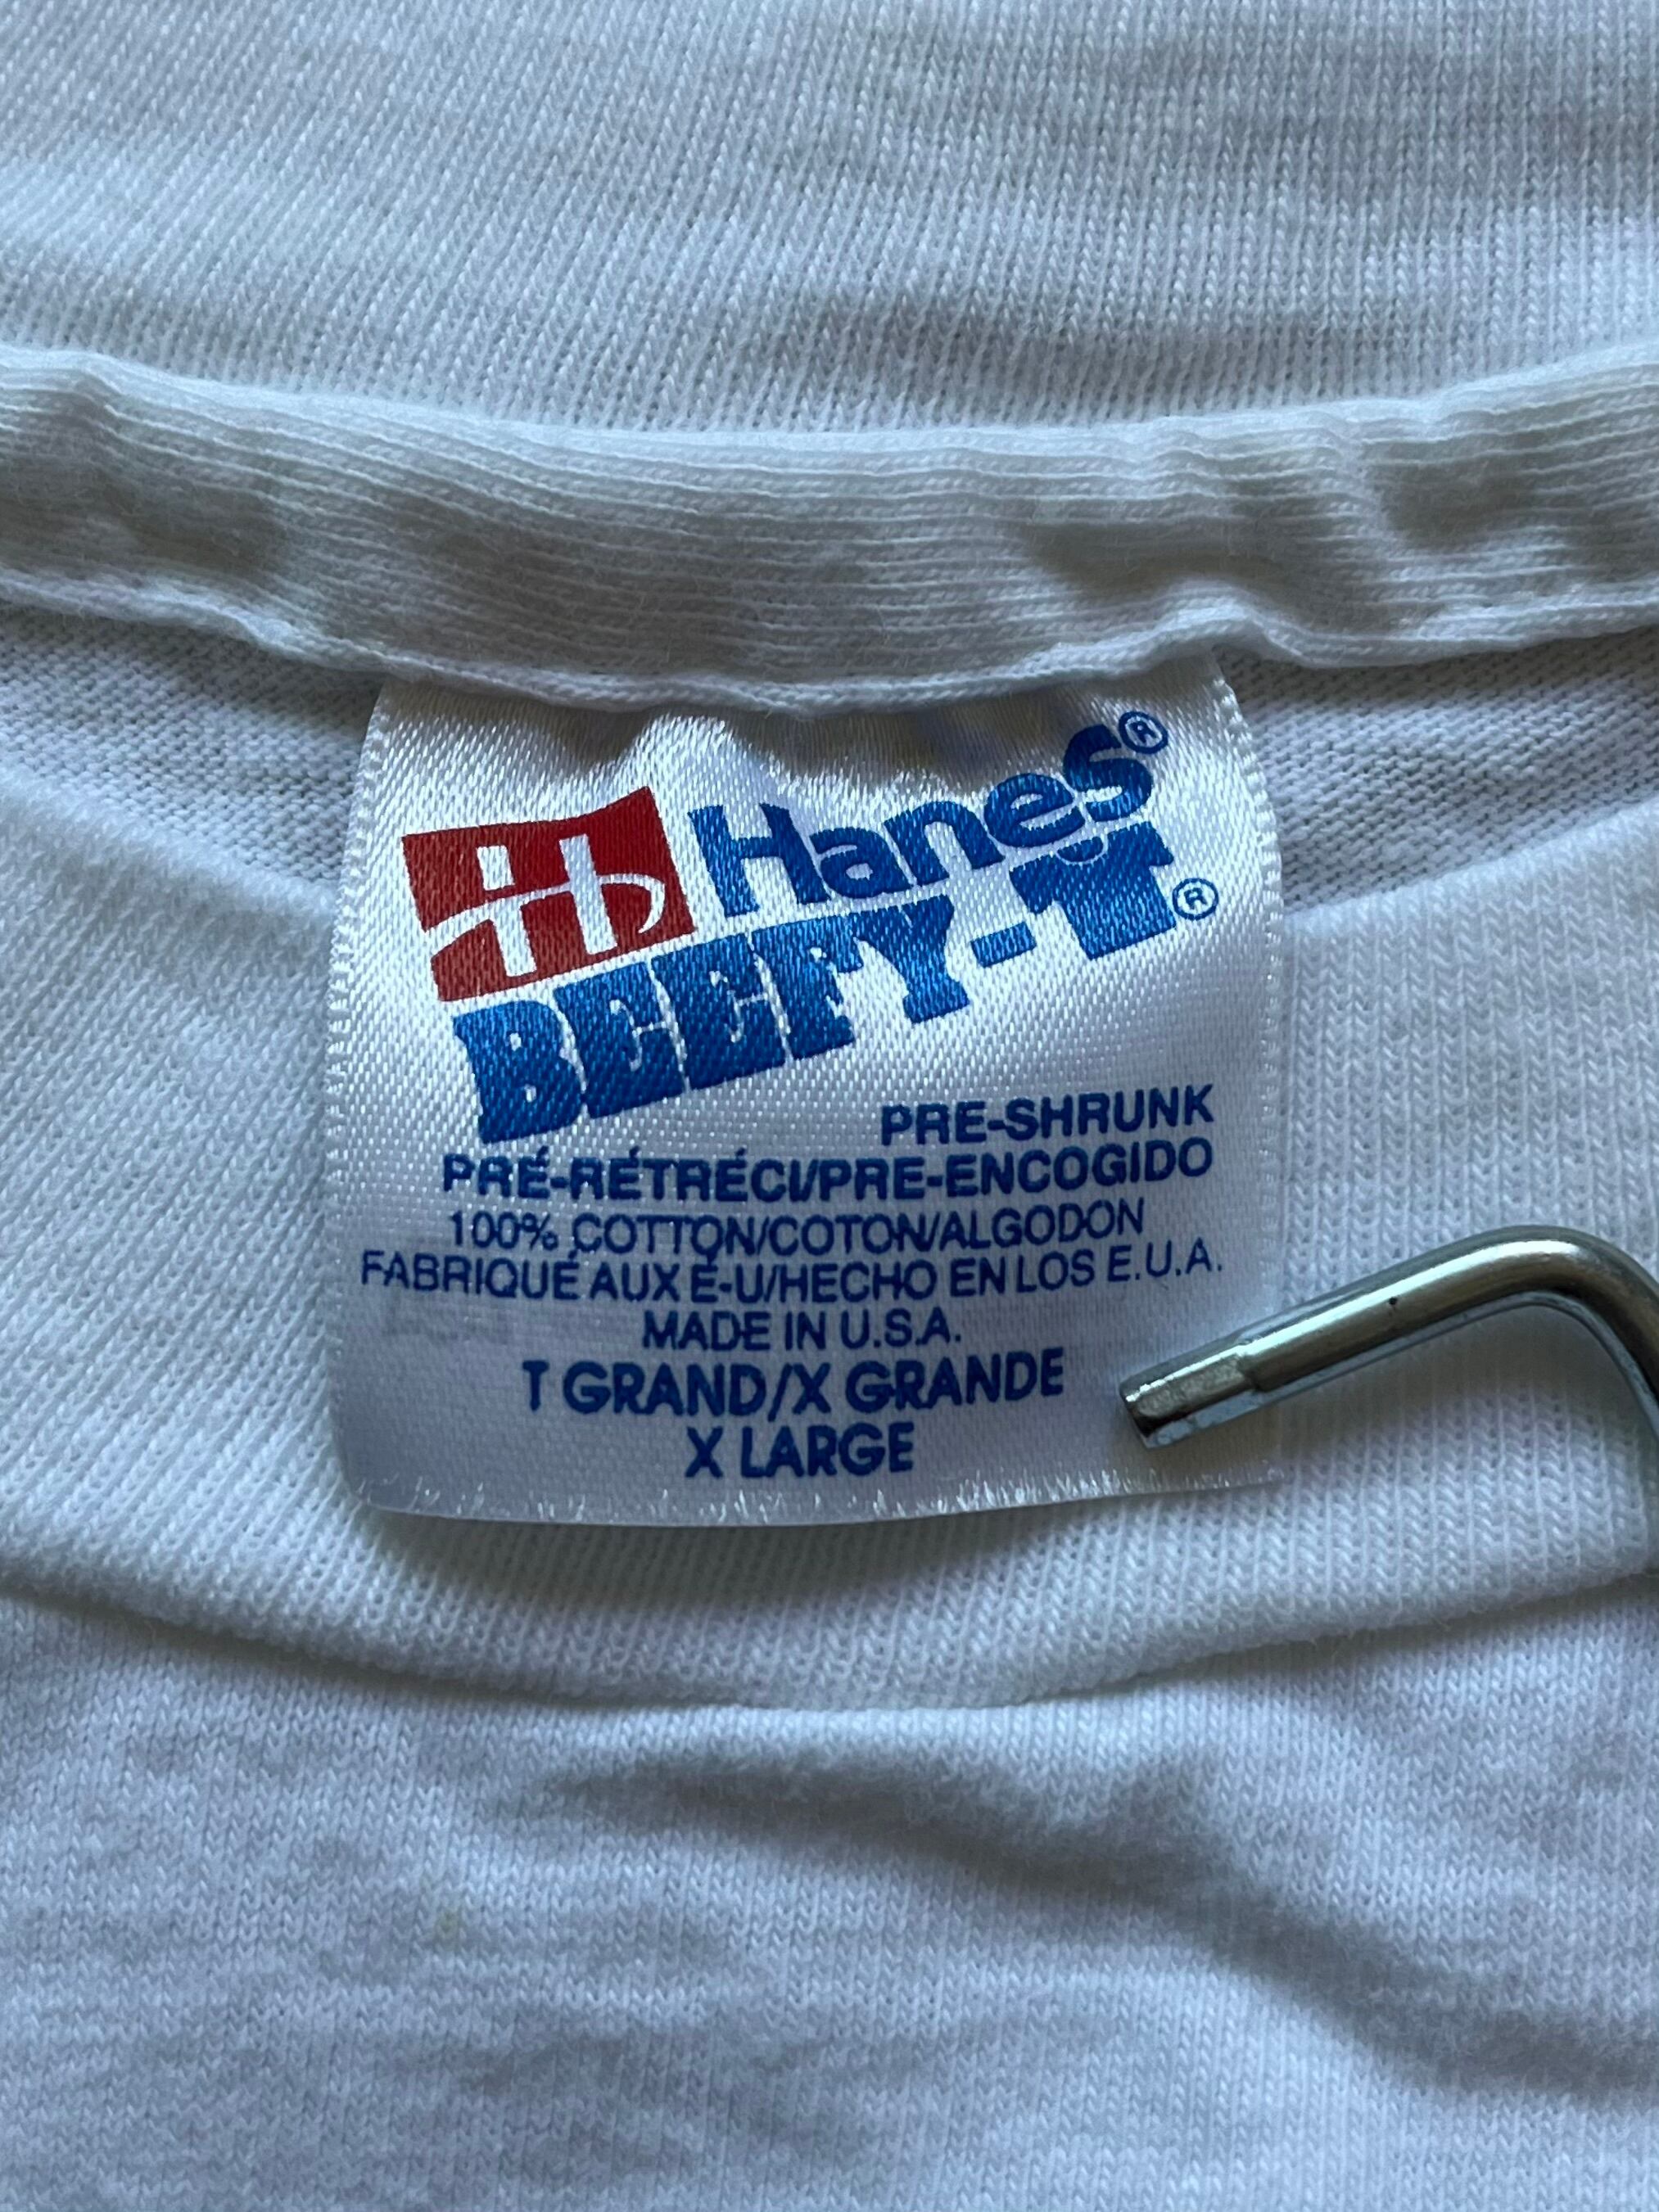 Hanes®
BEEFY-T®
PRE-SHRUNK
PRÉ-RÉTRÉCI/PRE-ENCOGIDO
100% COTTON/COTON/ALGODON
FABRIQUÉ AUX É-U/HECHO EN LOS E.U.A.
MADE IN U.S.A.
T GRAND/X GRANDE
X LARGE